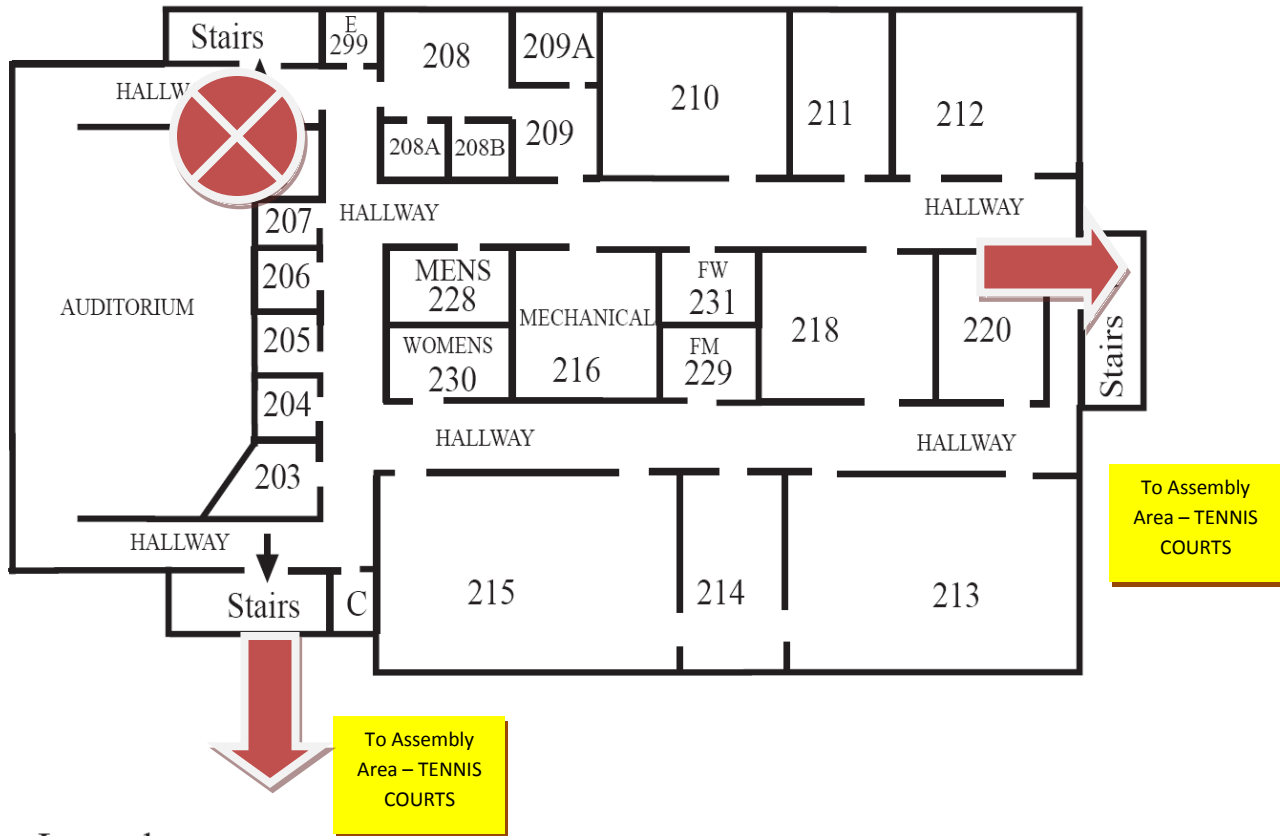 Stairs
E
299
208
209A
210
211
212
HALLW
208A
208B
209
207
HALLWAY
HALLWAY
206
MENS
228
FW
231
AUDITORIUM
MECHANICAL
218
220
Stairs
205
WOMENS
230
216
FM
229
204
HALLWAY
HALLWAY
203
To Assembly
Area – TENNIS
COURTS
HALLWAY
Stairs
C
215
214
213
To Assembly
Area – TENNIS
COURTS